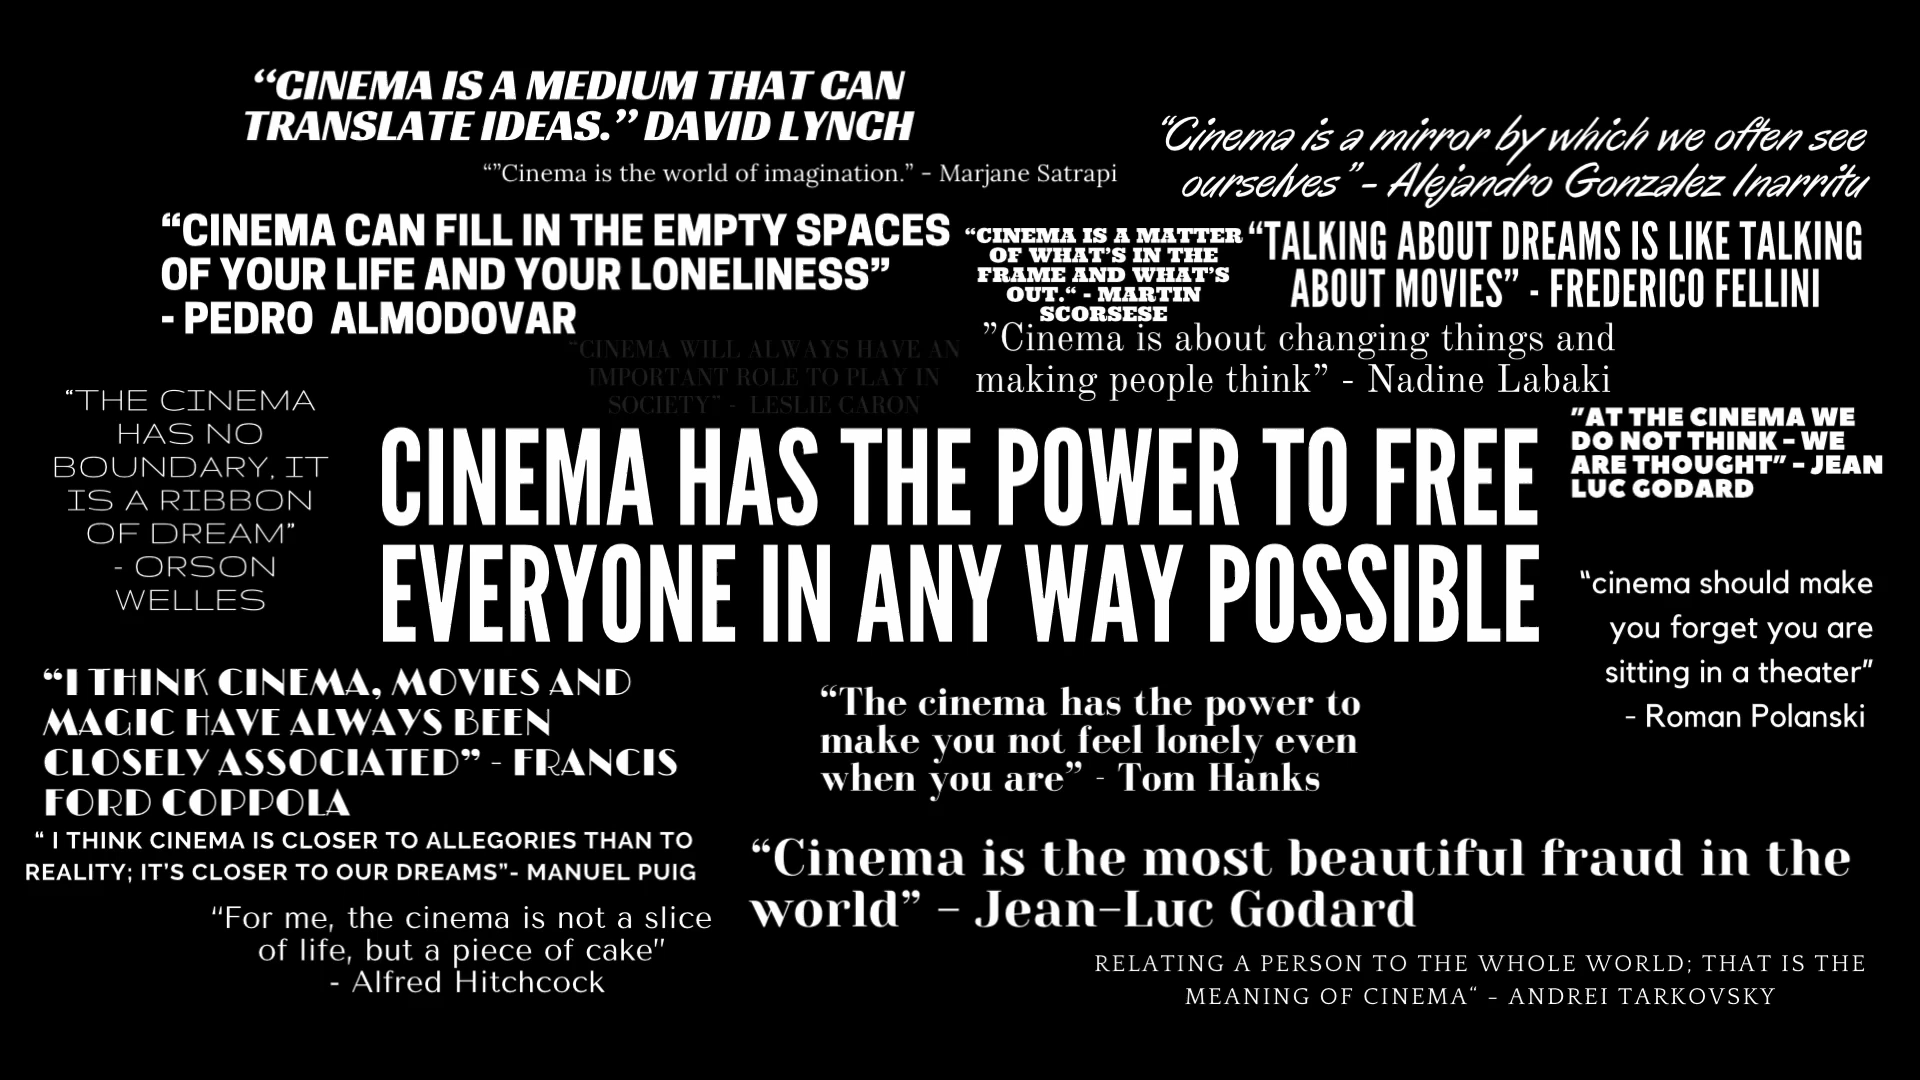 “CINEMA IS A MEDIUM THAT CAN
TRANSLATE IDEAS.” DAVID LYNCH
“”Cinema is the world of imagination.” - Marjane Satrapi
“Cinema is a mirror by which we often see
ourselves” - Alejandro Gonzalez Inarritu
“CINEMA CAN FILL IN THE EMPTY SPACES
OF YOUR LIFE AND YOUR LONELINESS”
- PEDRO ALMODOVAR
“CINEMA IS A MATTER
OF WHAT’S IN THE
FRAME AND WHAT’S
OUT.“ - MARTIN
SCORSESE
“TALKING ABOUT DREAMS IS LIKE TALKING
ABOUT MOVIES” - FREDERICO FELLINI
”Cinema is about changing things and
making people think” - Nadine Labaki
“CINEMA WILL ALWAYS HAVE AN
IMPORTANT ROLE TO PLAY IN
SOCIETY” - LESLIE CARON
“THE CINEMA
HAS NO
BOUNDARY, IT
IS A RIBBON
OF DREAM”
- ORSON
WELLES
CINEMA HAS THE POWER TO FREE
EVERYONE IN ANY WAY POSSIBLE
”AT THE CINEMA WE
DO NOT THINK - WE
ARE THOUGHT” - JEAN
LUC GODARD
“cinema should make
you forget you are
sitting in a theater”
- Roman Polanski
“I THINK CINEMA, MOVIES AND
MAGIC HAVE ALWAYS BEEN
CLOSELY ASSOCIATED” - FRANCIS
FORD COPPOLA
“The cinema has the power to
make you not feel lonely even
when you are” - Tom Hanks
“ I THINK CINEMA IS CLOSER TO ALLEGORIES THAN TO
REALITY; IT’S CLOSER TO OUR DREAMS”- MANUEL PUIG
“Cinema is the most beautiful fraud in the
world” - Jean-Luc Godard
“For me, the cinema is not a slice
of life, but a piece of cake”
- Alfred Hitchcock
RELATING A PERSON TO THE WHOLE WORLD; THAT IS THE
MEANING OF CINEMA“ - ANDREI TARKOVSKY